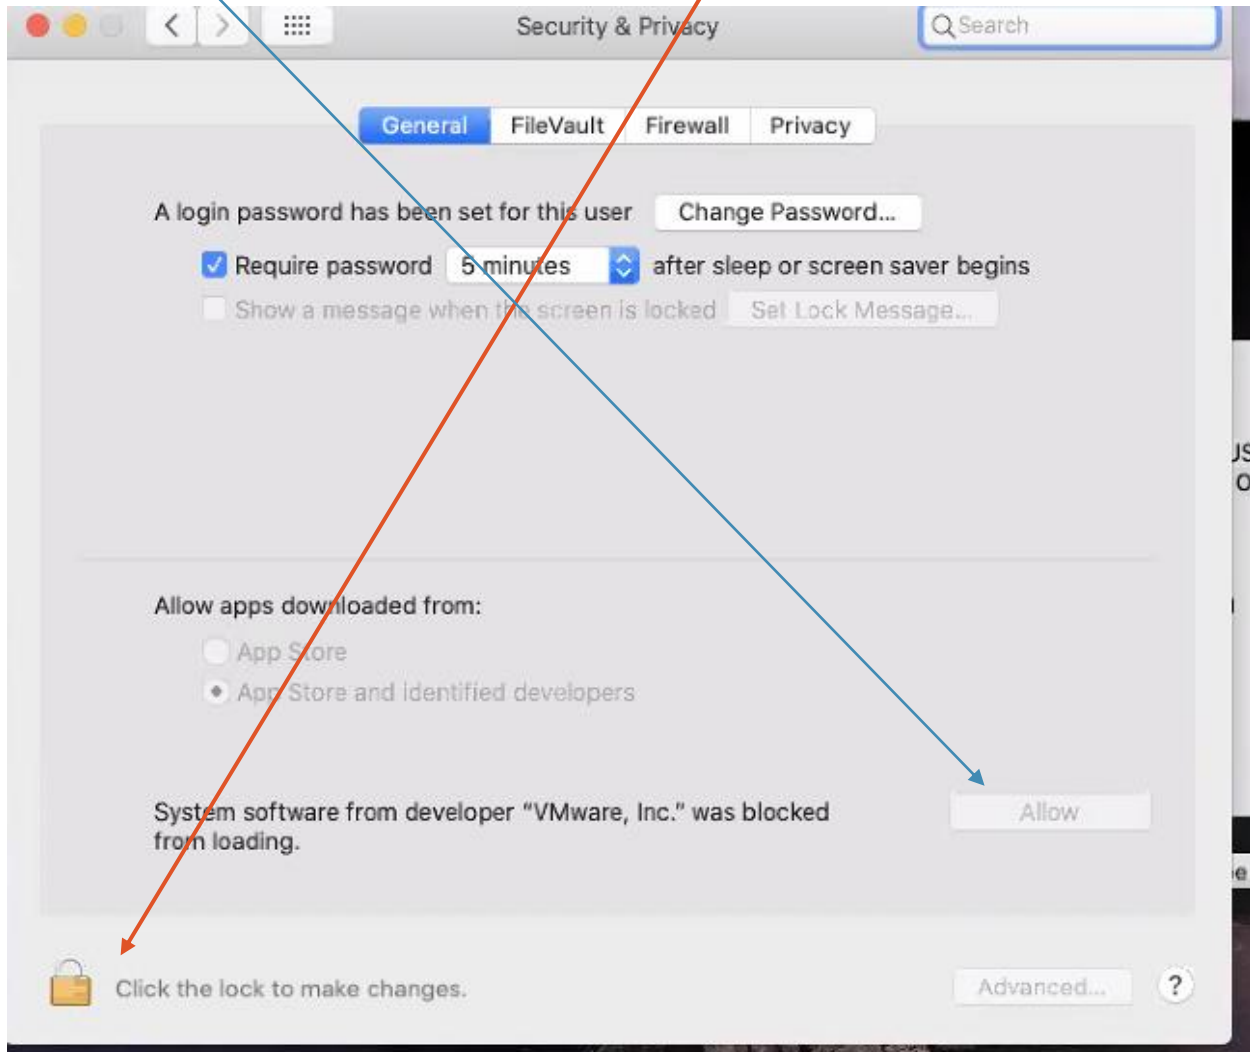 Security & Privacy
Search
General FileVault Firewall Privacy
A login password has been set for this user Change Password...
Require password 5 minutes after sleep or screen saver begins
Show a message when the screen is locked Set Lock Message...
Allow apps downloaded from:
App Store
App Store and identified developers
System software from developer “VMware, Inc.” was blocked
from loading.
Allow
Click the lock to make changes.
Advanced... ?